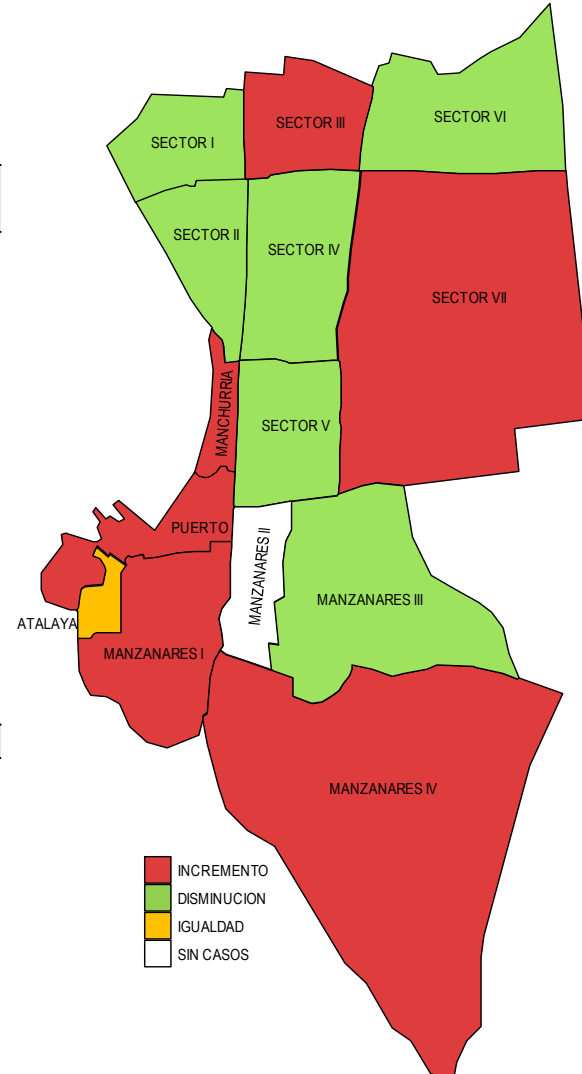 SECTOR VI
SECTOR III
SECTOR I
SECTOR II
SECTOR IV
SECTOR VII
MANCHURRIA
SECTOR V
PUERTO
MANZANARES II
MANZANARES III
ATALAYA
MANZANARES I
MANZANARES IV
INCREMENTO
DISMINUCION
IGUALDAD
SIN CASOS